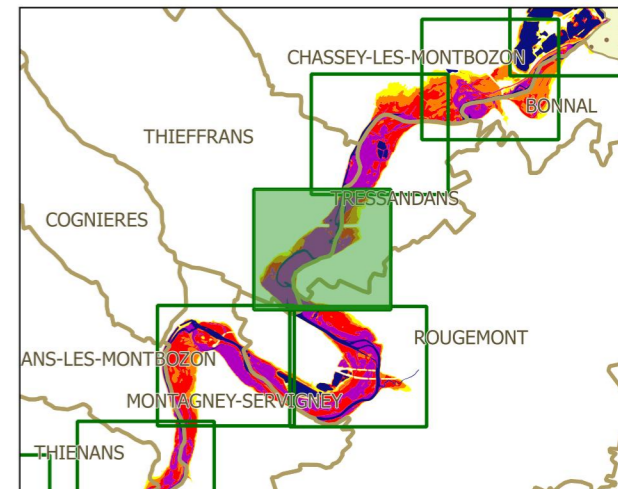 CHASSEY-LES-MONTBOZON
BONNAL
THIEFFRANS
TRESSANDANS
COGNIERES
ROUGEMONT
ANS-LES-MONTBOZON
MONTAGNEY-SERVIGNEY
THIENANS